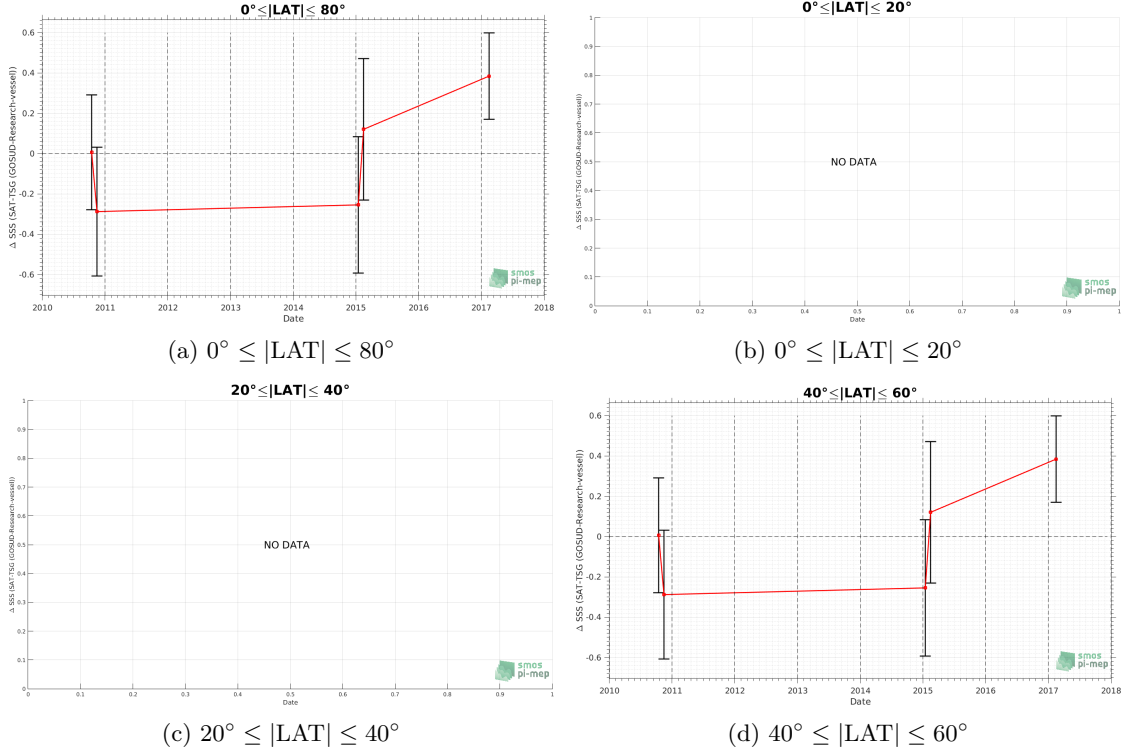 0°≤|LAT|≤ 80°
Δ SSS (SAT-TSG (GOSUD-Research-vessel))
0.6
0.4
0.2
0
-0.2
-0.4
-0.6
2010 2011 2012 2013 2014 2015 2016 2017 2018
Date
smos
pi-mep
(a) 0° ≤ |LAT| ≤ 80°
0°≤|LAT|≤ 20°
Δ SSS (SAT-TSG (GOSUD-Research-vessel))
1
0.9
0.8
0.7
0.6
0.5
0.4
0.3
0.2
0.1
0
NO DATA
0 0.1 0.2 0.3 0.4 0.5 0.6 0.7 0.8 0.9 1
Date
smos
pi-mep
(b) 0° ≤ |LAT| ≤ 20°
20°≤|LAT|≤ 40°
Δ SSS (SAT-TSG (GOSUD-Research-vessel))
1
0.9
0.8
0.7
0.6
0.5
0.4
0.3
0.2
0.1
0
NO DATA
0 0.1 0.2 0.3 0.4 0.5 0.6 0.7 0.8 0.9 1
Date
smos
pi-mep
(c) 20° ≤ |LAT| ≤ 40°
40°≤|LAT|≤ 60°
Δ SSS (SAT-TSG (GOSUD-Research-vessel))
0.6
0.4
0.2
0
-0.2
-0.4
-0.6
2010 2011 2012 2013 2014 2015 2016 2017 2018
Date
smos
pi-mep
(d) 40° ≤ |LAT| ≤ 60°